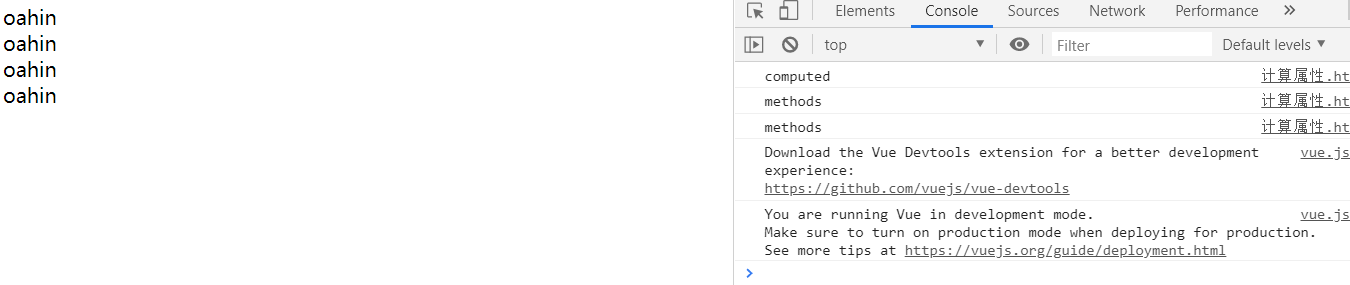 oahin
oahin
oahin
oahin
Elements Console Sources Network Performance
top Filter Default levels
computed 计算属性.ht
methods 计算属性.ht
methods 计算属性.ht
Download the Vue Devtools extension for a better development vue.js
experience:
https://github.com/vuejs/vue-devtools
You are running Vue in development mode. vue.js
Make sure to turn on production mode when deploying for production.
See more tips at https://vuejs.org/guide/deployment.html